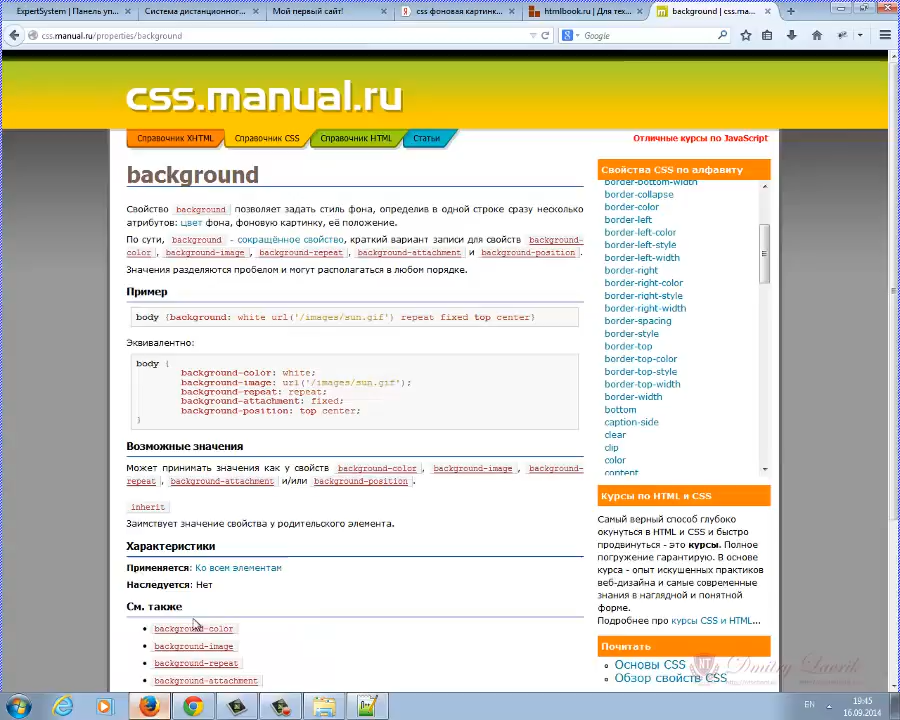 ExpertSystem | Панель уп...
Система дистанционног...
Мой первый сайт!
css фоновая картинк...
htmlbook.ru | Для тех...
background | css.ma...
css.manual.ru/properties/background
Google
css.manual.ru
Справочник XHTML
Справочник CSS
Справочник HTML
Статьи
Отличные курсы по JavaScript
background
Свойство background позволяет задать стиль фона, определив в одной строке сразу несколько
атрибутов: цвет фона, фоновую картинку, её положение.
По сути, background - сокращённое свойство, краткий вариант записи для свойств background-
color, background-image, background-repeat, background-attachment и background-position.
Значения разделяются пробелом и могут располагаться в любом порядке.
Пример
body {background: white url('/images/sun.gif') repeat fixed top center}
Эквивалентно:
body {
background-color: white;
background-image: url('/images/sun.gif');
background-repeat: repeat;
background-attachment: fixed;
background-position: top center;
}
Возможные значения
Может принимать значения как у свойств background-color, background-image, background-
repeat, background-attachment и/или background-position.
inherit
Заимствует значение свойства у родительского элемента.
Характеристики
Применяется: Ко всем элементам
Наследуется: Нет
См. также
background-color
background-image
background-repeat
background-attachment
Свойства CSS по алфавиту
border-bottom-width
border-collapse
border-color
border-left
border-left-color
border-left-style
border-left-width
border-right
border-right-color
border-right-style
border-right-width
border-spacing
border-style
border-top
border-top-color
border-top-style
border-top-width
border-width
bottom
caption-side
clear
clip
color
content
Курсы по HTML и CSS
Самый верный способ глубоко
окунуться в HTML и CSS и быстро
продвинуться - это курсы. Полное
погружение гарантирую. В основе
курса - опыт искушенных практиков
веб-дизайна и самые современные
знания в наглядной и понятной
форме.
Подробнее про курсы CSS и HTML...
Почитать
Основы CSS
Обзор свойств CSS
Dmitry Lavrik
EN
19:45
16.09.2014